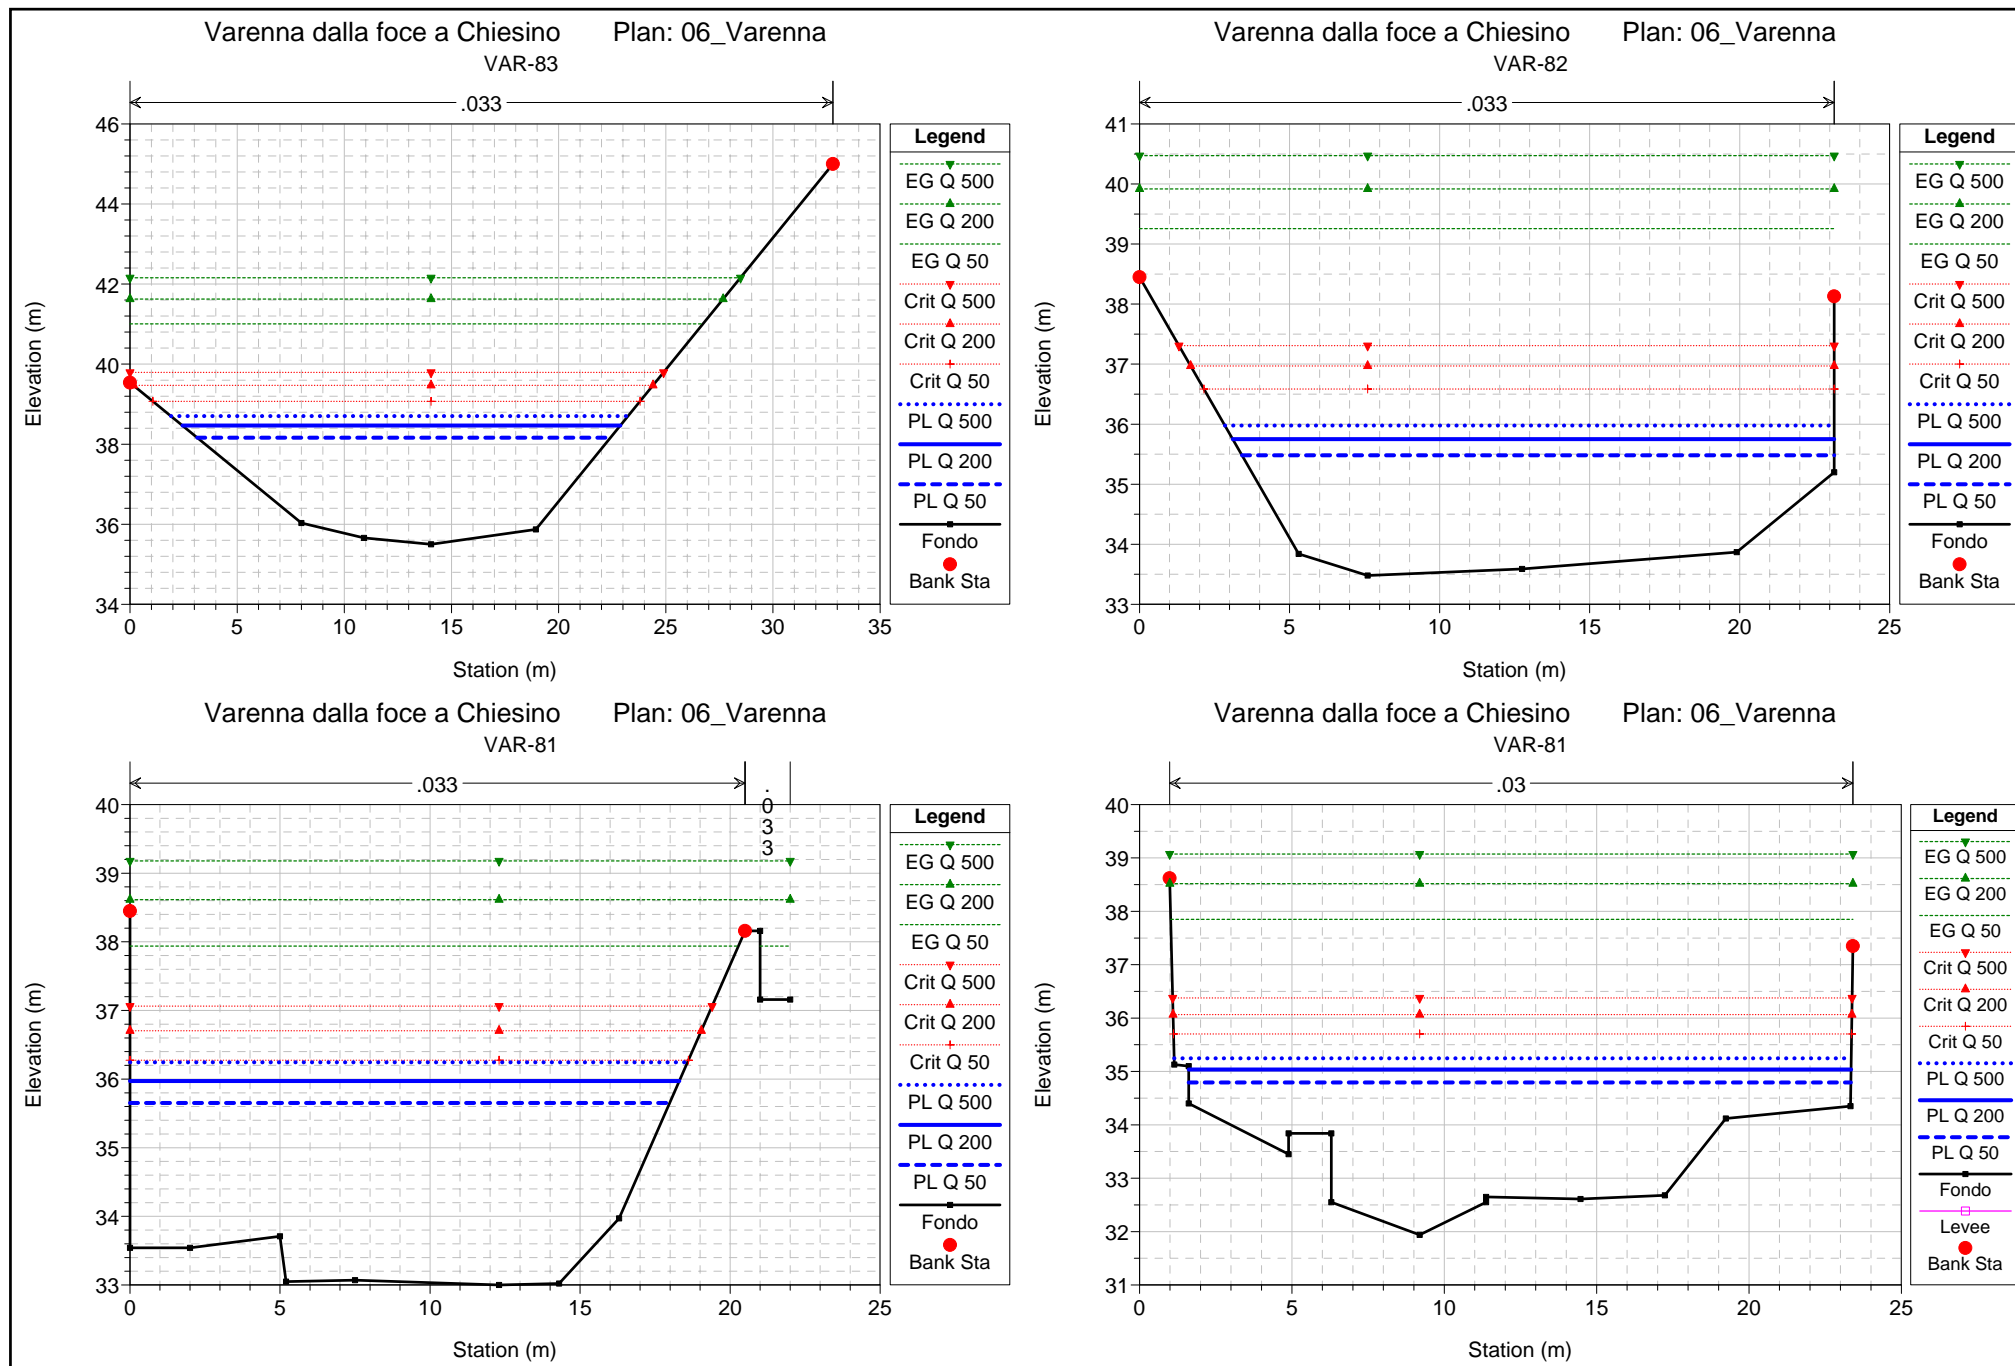 Varenna dalla foce a Chiesino Plan: 06_Varenna
VAR-83
.033
46
44
42
40
38
36
34
Elevation (m)
0 5 10 15 20 25 30 35
Station (m)
Legend
EG Q 500
EG Q 200
EG Q 50
Crit Q 500
Crit Q 200
Crit Q 50
PL Q 500
PL Q 200
PL Q 50
Fondo
Bank Sta
Varenna dalla foce a Chiesino Plan: 06_Varenna
VAR-82
.033
41
40
39
38
37
36
35
34
33
Elevation (m)
0 5 10 15 20 25
Station (m)
Legend
EG Q 500
EG Q 200
EG Q 50
Crit Q 500
Crit Q 200
Crit Q 50
PL Q 500
PL Q 200
PL Q 50
Fondo
Bank Sta
Varenna dalla foce a Chiesino Plan: 06_Varenna
VAR-81
.033
.033
40
39
38
37
36
35
34
33
Elevation (m)
0 5 10 15 20 25
Station (m)
Legend
EG Q 500
EG Q 200
EG Q 50
Crit Q 500
Crit Q 200
Crit Q 50
PL Q 500
PL Q 200
PL Q 50
Fondo
Bank Sta
Varenna dalla foce a Chiesino Plan: 06_Varenna
VAR-81
.03
40
39
38
37
36
35
34
33
32
31
Elevation (m)
0 5 10 15 20 25
Station (m)
Legend
EG Q 500
EG Q 200
EG Q 50
Crit Q 500
Crit Q 200
Crit Q 50
PL Q 500
PL Q 200
PL Q 50
Fondo
Levee
Bank Sta